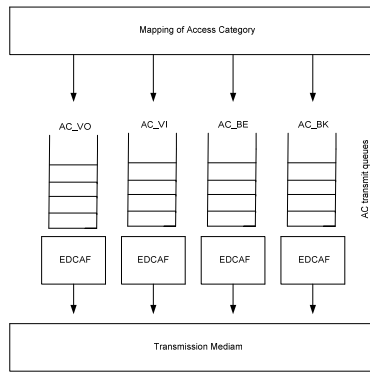 Mapping of Access Category
AC_VO
AC_VI
AC_BE
AC_BK
AC transmit queues
EDCAF
EDCAF
EDCAF
EDCAF
Transmission Mediam